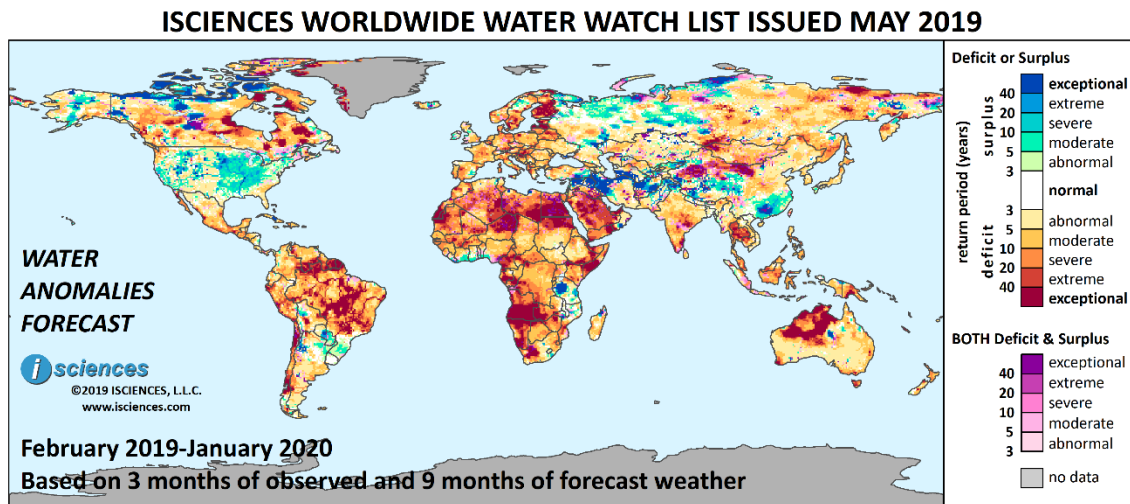 ISCIENCES WORLDWIDE WATER WATCH LIST ISSUED MAY 2019
WATER
ANOMALIES
FORECAST
i sciences
©2019 ISCIENCES, L.L.C.
www.isciences.com
February 2019-January 2020
Based on 3 months of observed and 9 months of forecast weather
Deficit or Surplus
return period (years)
surplus
deficit
exceptional
40
extreme
20
severe
10
moderate
5
abnormal
3
normal
3
abnormal
5
moderate
10
severe
20
extreme
40
exceptional
BOTH Deficit & Surplus
exceptional
40
extreme
20
severe
10
moderate
5
abnormal
3
no data